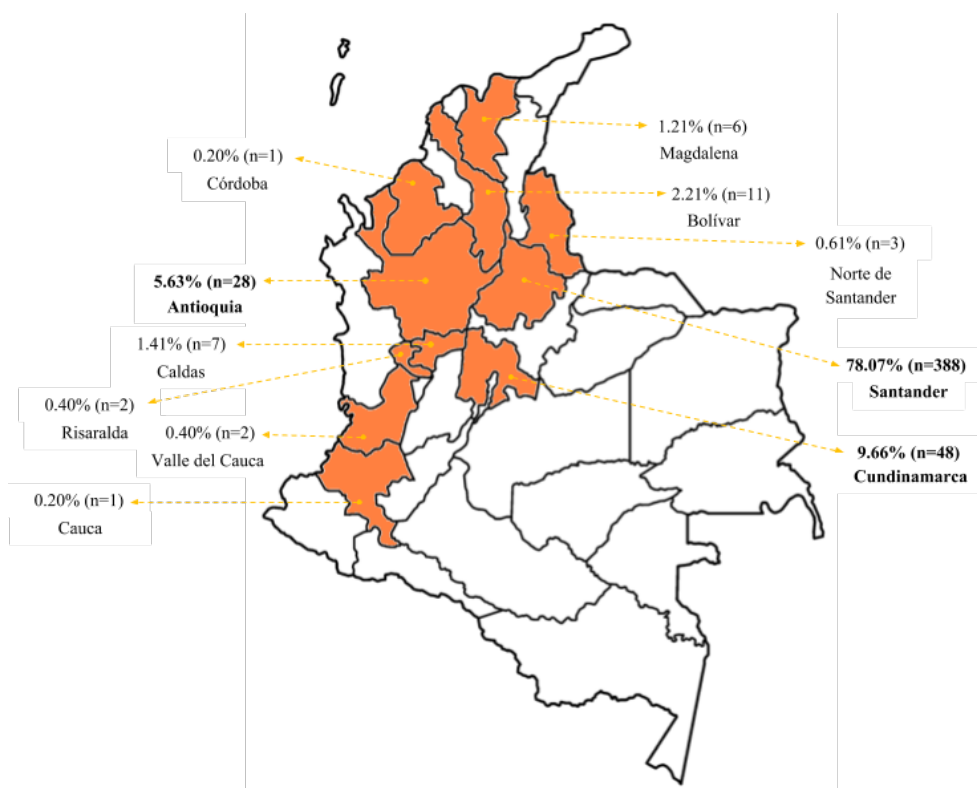 1.21% (n=6)
Magdalena
0.20% (n=1)
Córdoba
2.21% (n=11)
Bolívar
0.61% (n=3)
Norte de
Santander
5.63% (n=28)
Antioquia
1.41% (n=7)
Caldas
78.07% (n=388)
Santander
0.40% (n=2)
Risaralda
0.40% (n=2)
Valle del Cauca
9.66% (n=48)
Cundinamarca
0.20% (n=1)
Cauca